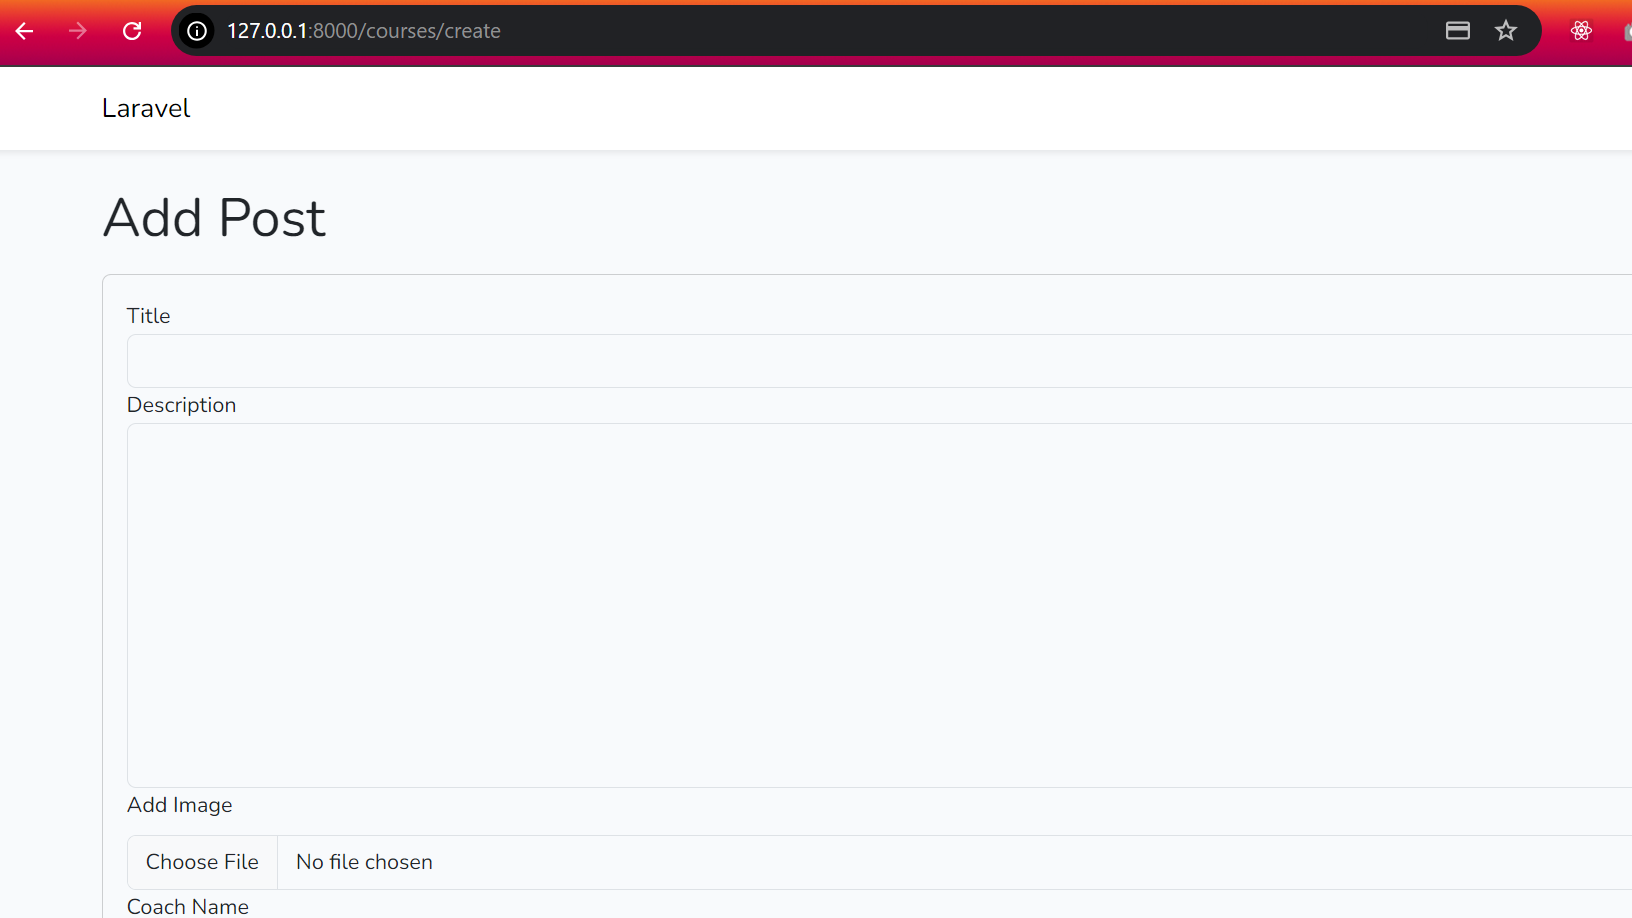 127.0.0.1:8000/courses/create
Laravel
Add Post
Title
Description
Add Image
Choose File No file chosen
Coach Name